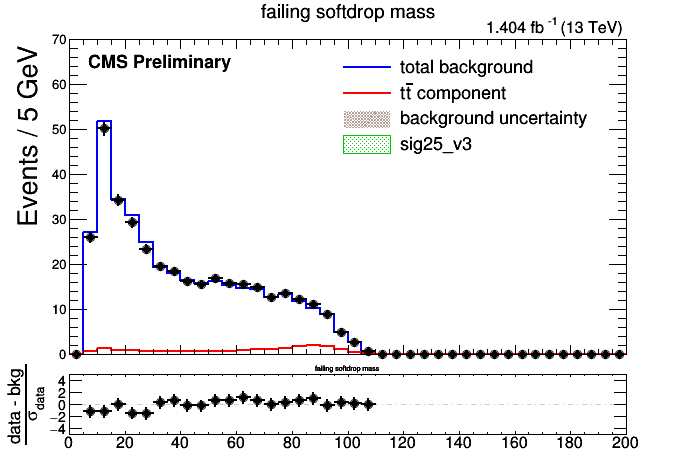 failing softdrop mass
1.404 fb⁻¹ (13 TeV)
CMS Preliminary
total background
tt̄ component
background uncertainty
sig25_v3
Events / 5 GeV
70
60
50
40
30
20
10
0
failing softdrop mass
data - bkg
σ_data
4
2
0
−2
−4
0 20 40 60 80 100 120 140 160 180 200